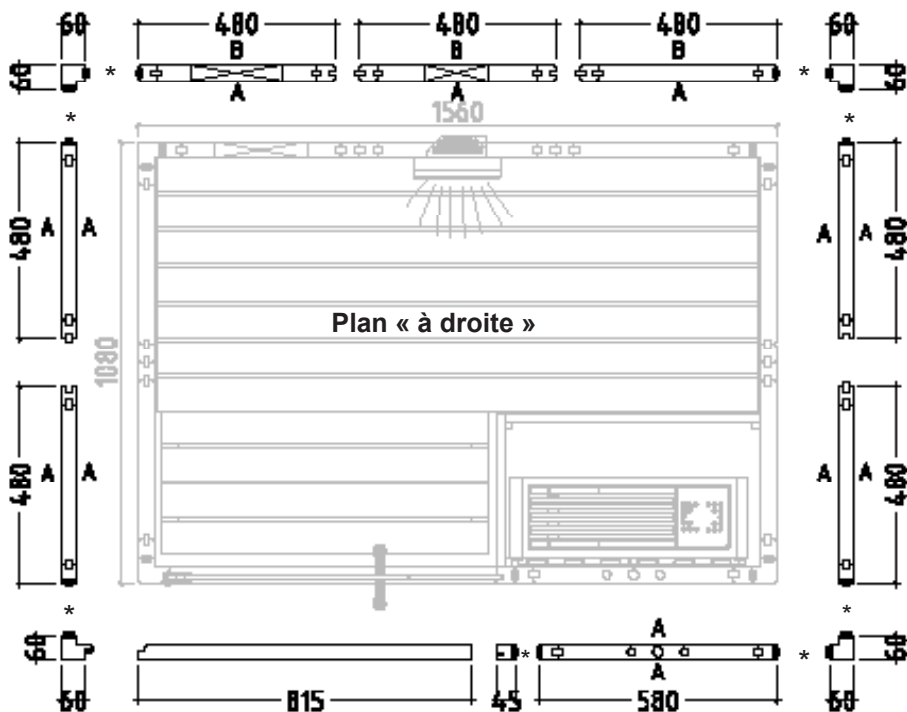 60 480 480 480 60
B B B
60 * * 60
A A A
* 1560 *
480 A A A A 480
Plan « à droite »
1080
480 A A A A 480
* *
A
60 * * 60
A
60 815 45 580 60